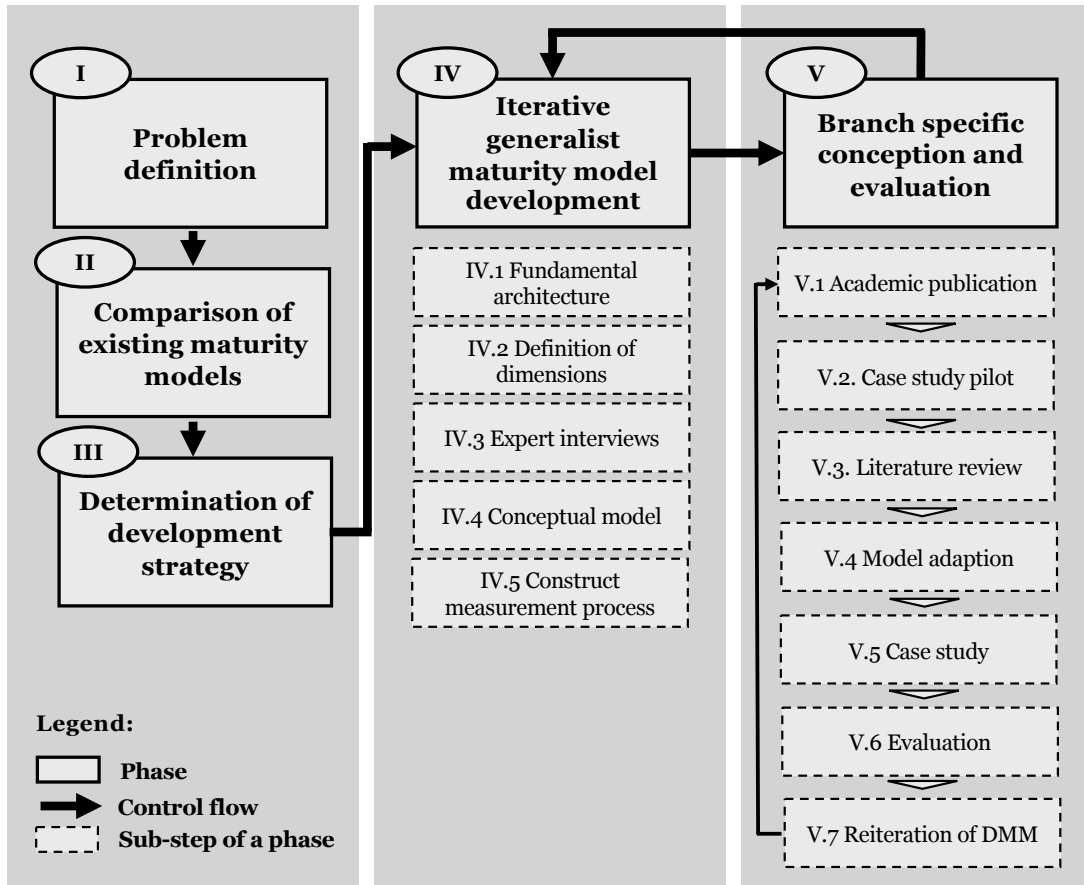 I
Problem
definition
II
Comparison of
existing maturity
models
III
Determination of
development
strategy
Legend:
Phase
Control flow
Sub-step of a phase
IV
Iterative
generalist
maturity model
development
IV.1 Fundamental
architecture
IV.2 Definition of
dimensions
IV.3 Expert interviews
IV.4 Conceptual model
IV.5 Construct
measurement process
V
Branch specific
conception and
evaluation
V.1 Academic publication
V.2. Case study pilot
V.3. Literature review
V.4 Model adaption
V.5 Case study
V.6 Evaluation
V.7 Reiteration of DMM